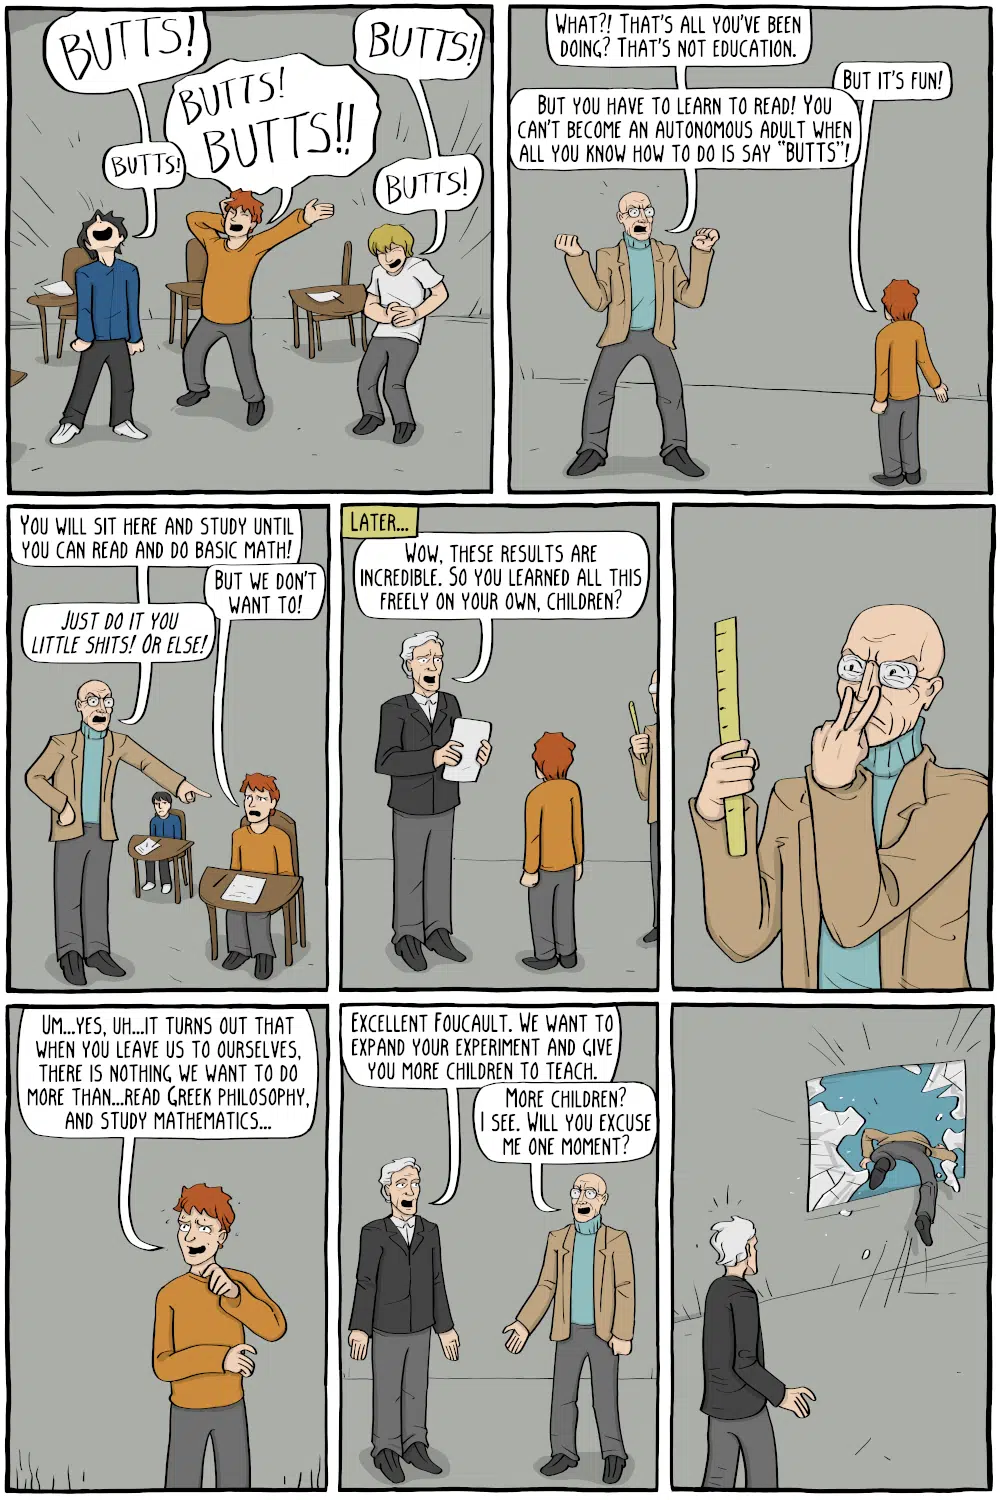 BUTTS!
BUTTS!
BUTTS!
BUTTS!!
BUTTS!
BUTTS!
WHAT?! THAT'S ALL YOU'VE BEEN
DOING? THAT'S NOT EDUCATION.
BUT IT'S FUN!
BUT YOU HAVE TO LEARN TO READ! YOU
CAN'T BECOME AN AUTONOMOUS ADULT WHEN
ALL YOU KNOW HOW TO DO IS SAY "BUTTS"!
YOU WILL SIT HERE AND STUDY UNTIL
YOU CAN READ AND DO BASIC MATH!
BUT WE DON'T
WANT TO!
JUST DO IT YOU
LITTLE SHITS! OR ELSE!
LATER...
WOW, THESE RESULTS ARE
INCREDIBLE. SO YOU LEARNED ALL THIS
FREELY ON YOUR OWN, CHILDREN?
UM...YES, UH...IT TURNS OUT THAT
WHEN YOU LEAVE US TO OURSELVES,
THERE IS NOTHING WE WANT TO DO
MORE THAN...READ GREEK PHILOSOPHY,
AND STUDY MATHEMATICS...
EXCELLENT FOUCAULT. WE WANT TO
EXPAND YOUR EXPERIMENT AND GIVE
YOU MORE CHILDREN TO TEACH.
MORE CHILDREN?
I SEE. WILL YOU EXCUSE
ME ONE MOMENT?